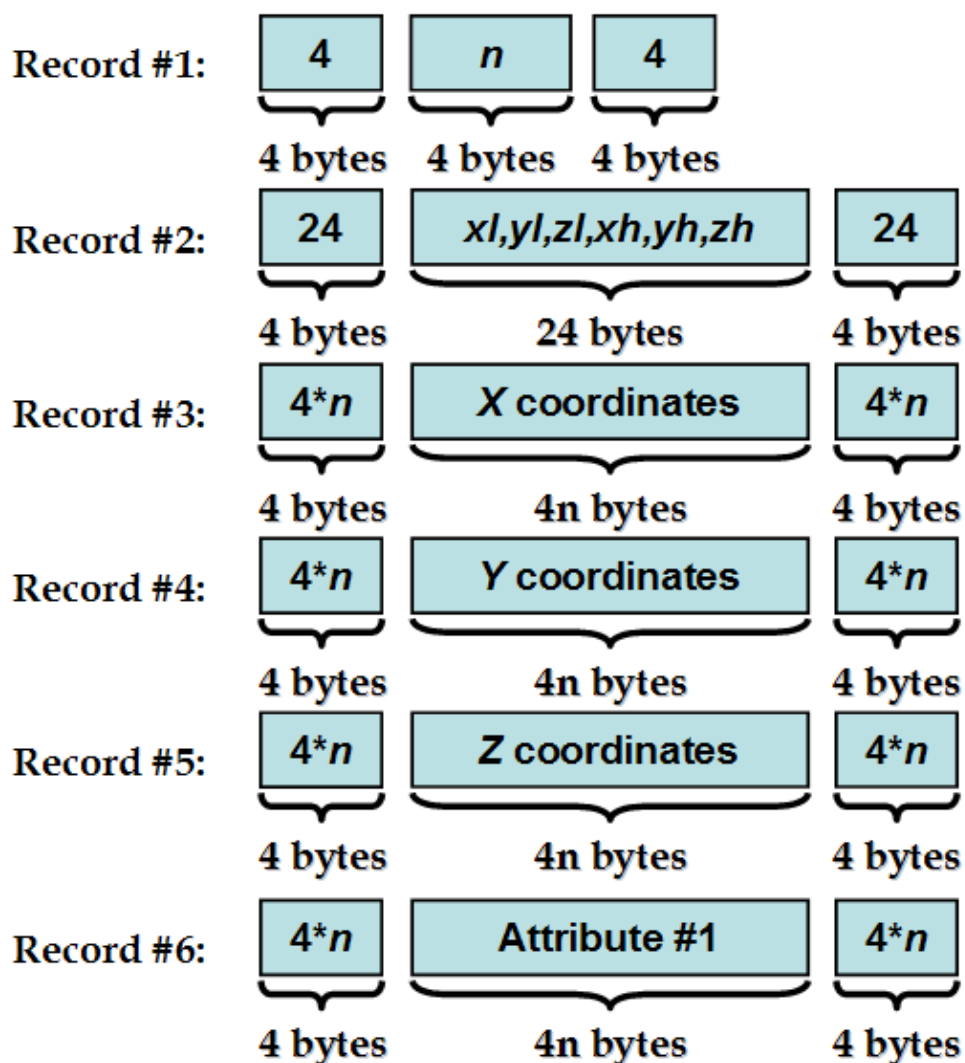 Record #1: 4 n 4
4 bytes 4 bytes 4 bytes
Record #2: 24 xl,yl,zl,xh,yh,zh 24
4 bytes 24 bytes 4 bytes
Record #3: 4*n X coordinates 4*n
4 bytes 4n bytes 4 bytes
Record #4: 4*n Y coordinates 4*n
4 bytes 4n bytes 4 bytes
Record #5: 4*n Z coordinates 4*n
4 bytes 4n bytes 4 bytes
Record #6: 4*n Attribute #1 4*n
4 bytes 4n bytes 4 bytes